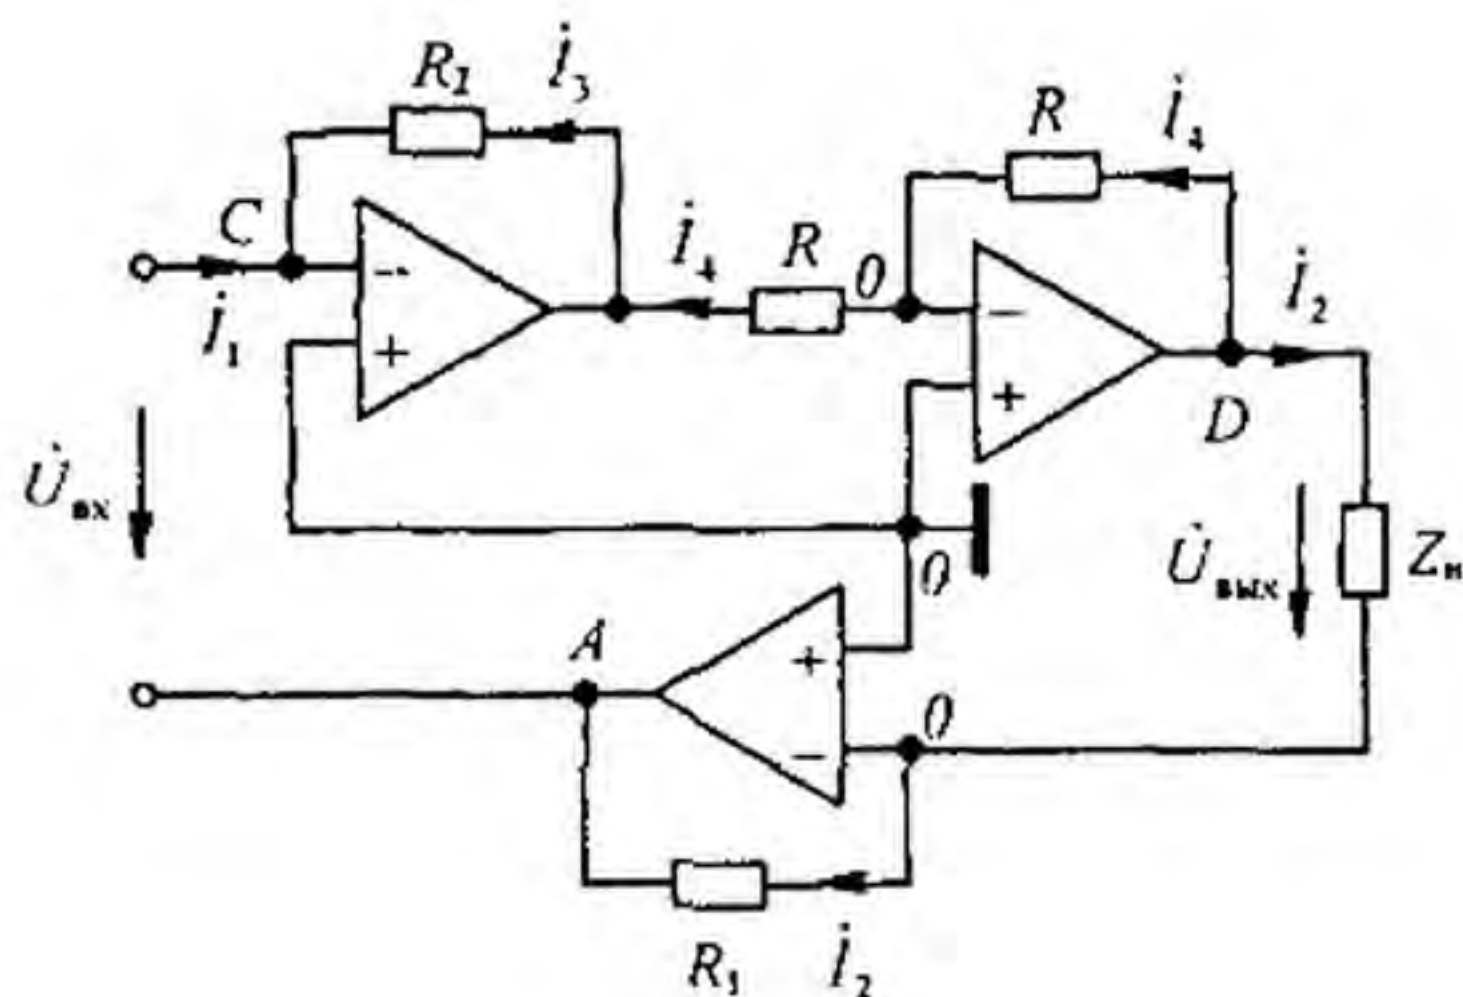 R₁ İ₃
R İ₄
C
İ₄ R 0
İ₂
İ₁
− +
− +
D
U̇вх
0
U̇вых Zн
A
+ −
0
R₁ İ₂